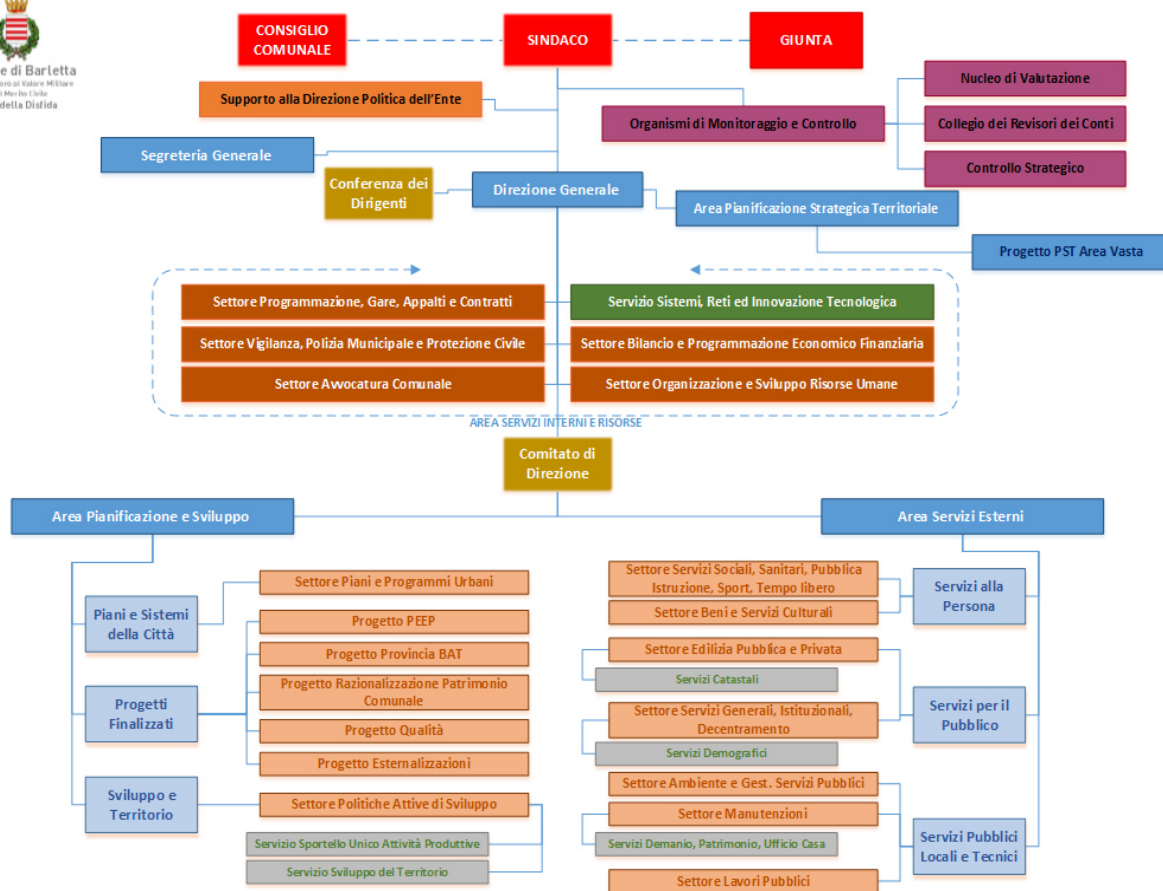 e di Barletta
della Disfida
CONSIGLIO
COMUNALE
SINDACO
GIUNTA
Supporto alla Direzione Politica dell'Ente
Organismi di Monitoraggio e Controllo
Nucleo di Valutazione
Collegio dei Revisori dei Conti
Controllo Strategico
Segreteria Generale
Conferenza dei
Dirigenti
Direzione Generale
Area Pianificazione Strategica Territoriale
Progetto PST Area Vasta
Settore Programmazione, Gare, Appalti e Contratti
Servizio Sistemi, Reti ed Innovazione Tecnologica
Settore Vigilanza, Polizia Municipale e Protezione Civile
Settore Bilancio e Programmazione Economico Finanziaria
Settore Avvocatura Comunale
Settore Organizzazione e Sviluppo Risorse Umane
AREA SERVIZI INTERNI E RISORSE
Comitato di
Direzione
Area Pianificazione e Sviluppo
Piani e Sistemi
della Città
Settore Piani e Programmi Urbani
Progetti
Finalizzati
Progetto PEEP
Progetto Provincia BAT
Progetto Razionalizzazione Patrimonio
Comunale
Progetto Qualità
Progetto Esternalizzazioni
Sviluppo e
Territorio
Settore Politiche Attive di Sviluppo
Servizio Sportello Unico Attività Produttive
Servizio Sviluppo del Territorio
Area Servizi Esterni
Settore Servizi Sociali, Sanitari, Pubblica
Istruzione, Sport, Tempo libero
Settore Beni e Servizi Culturali
Servizi alla
Persona
Settore Edilizia Pubblica e Privata
Servizi Catastali
Settore Servizi Generali, Istituzionali,
Decentramento
Servizi Demografici
Servizi per il
Pubblico
Settore Ambiente e Gest. Servizi Pubblici
Settore Manutenzioni
Servizi Demanio, Patrimonio, Ufficio Casa
Settore Lavori Pubblici
Servizi Pubblici
Locali e Tecnici